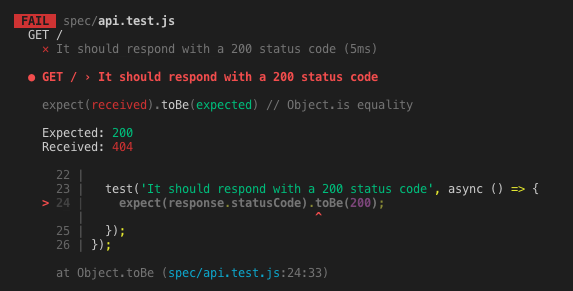 FAIL spec/api.test.js
GET /
✕ It should respond with a 200 status code (5ms)
● GET / › It should respond with a 200 status code
expect(received).toBe(expected) // Object.is equality
Expected: 200
Received: 404
22 |
23 |   test('It should respond with a 200 status code', async () => {
> 24 |     expect(response.statusCode).toBe(200);
|                                 ^
25 |   });
26 | });
at Object.toBe (spec/api.test.js:24:33)